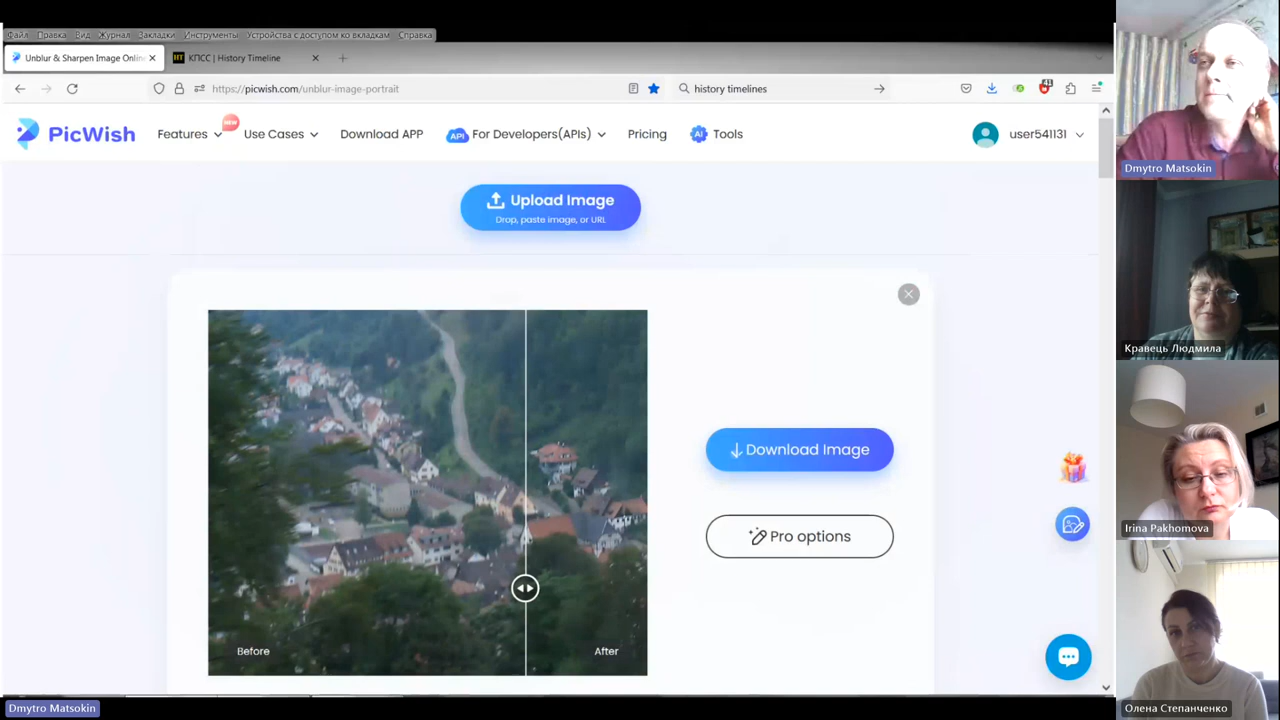 Файл Правка Вид Журнал Закладки Инструменты Устройства с доступом ко вкладкам Справка
Unblur & Sharpen Image Onlin
КПСС | History Timeline
https://picwish.com/unblur-image-portrait
history timelines
41
PicWish
Features
NEW
Use Cases
Download APP
API
For Developers(APIs)
Pricing
AI
Tools
user541131
Upload Image
Drop, paste image, or URL
Download Image
Pro options
Before
After
Dmytro Matsokin
Кравець Людмила
Irina Pakhomova
Олена Степанченко
Dmytro Matsokin